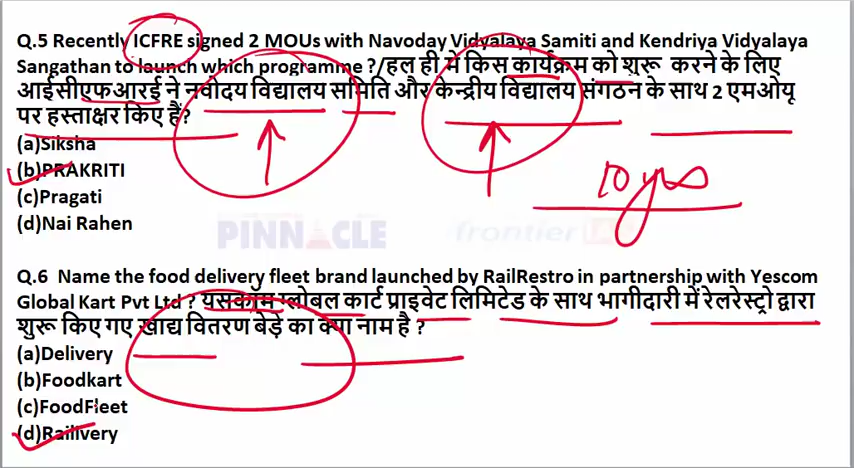 Q.5 Recently ICFRE signed 2 MOUs with Navoday Vidyalaya Samiti and Kendriya Vidyalaya
Sangathan to launch which programme ?/हाल ही में किस कार्यक्रम को शुरू करने के लिए
आईसीएफआरई ने नवोदय विद्यालय समिति और केन्द्रीय विद्यालय संगठन के साथ 2 एमओयू
पर हस्ताक्षर किए हैं?
(a)Siksha
(b)PRAKRITI
(c)Pragati
(d)Nai Rahen
10 yrs
PINNACLE
frontier
Q.6 Name the food delivery fleet brand launched by RailRestro in partnership with Yescom
Global Kart Pvt Ltd ? यसकॉम ग्लोबल कार्ट प्राइवेट लिमिटेड के साथ भागीदारी में रेलरेस्ट्रो द्वारा
शुरू किए गए खाद्य वितरण बेड़े का क्या नाम है ?
(a)Delivery
(b)Foodkart
(c)FoodFleet
(d)Railivery